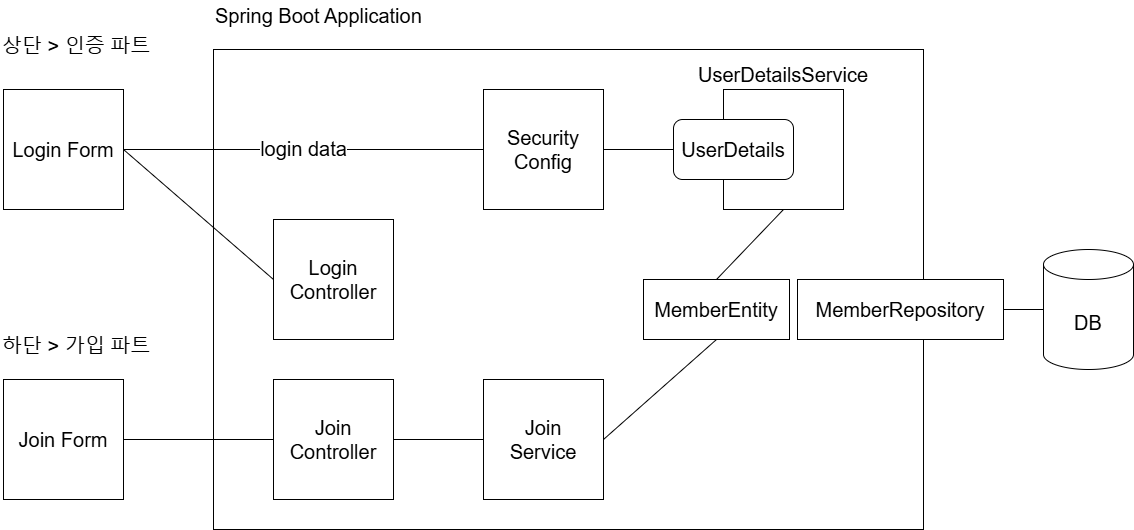 Spring Boot Application
상단 > 인증 파트
UserDetailsService
Login Form
login data
Security
Config
UserDetails
Login
Controller
MemberEntity
MemberRepository
DB
하단 > 가입 파트
Join Form
Join
Controller
Join
Service